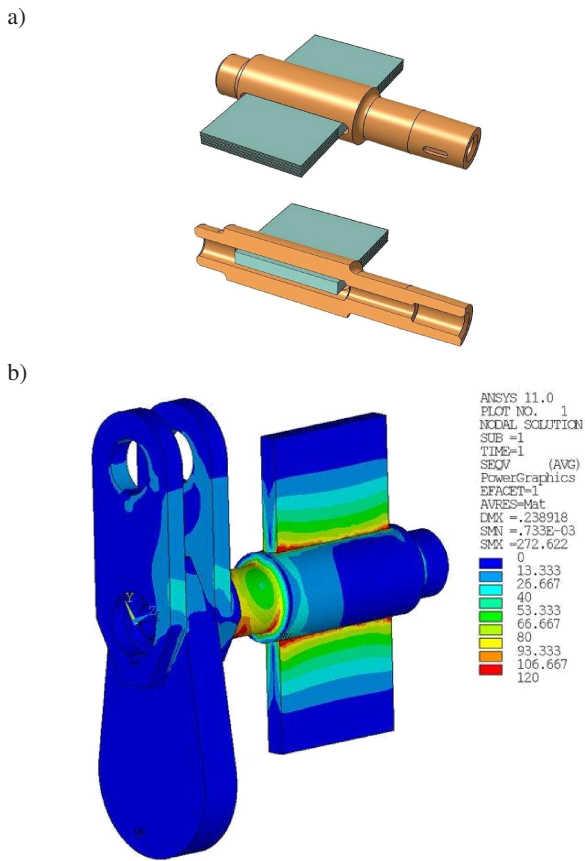 a)
b)
ANSYS 11.0
PLOT NO. 1
NODAL SOLUTION
SUB =1
TIME=1
SEQV (AVG)
PowerGraphics
EFACET=1
AVRES=Mat
DMX =.238918
SMN =.733E-03
SMX =272.622
0
13.333
26.667
40
53.333
66.667
80
93.333
106.667
120
Y
Z